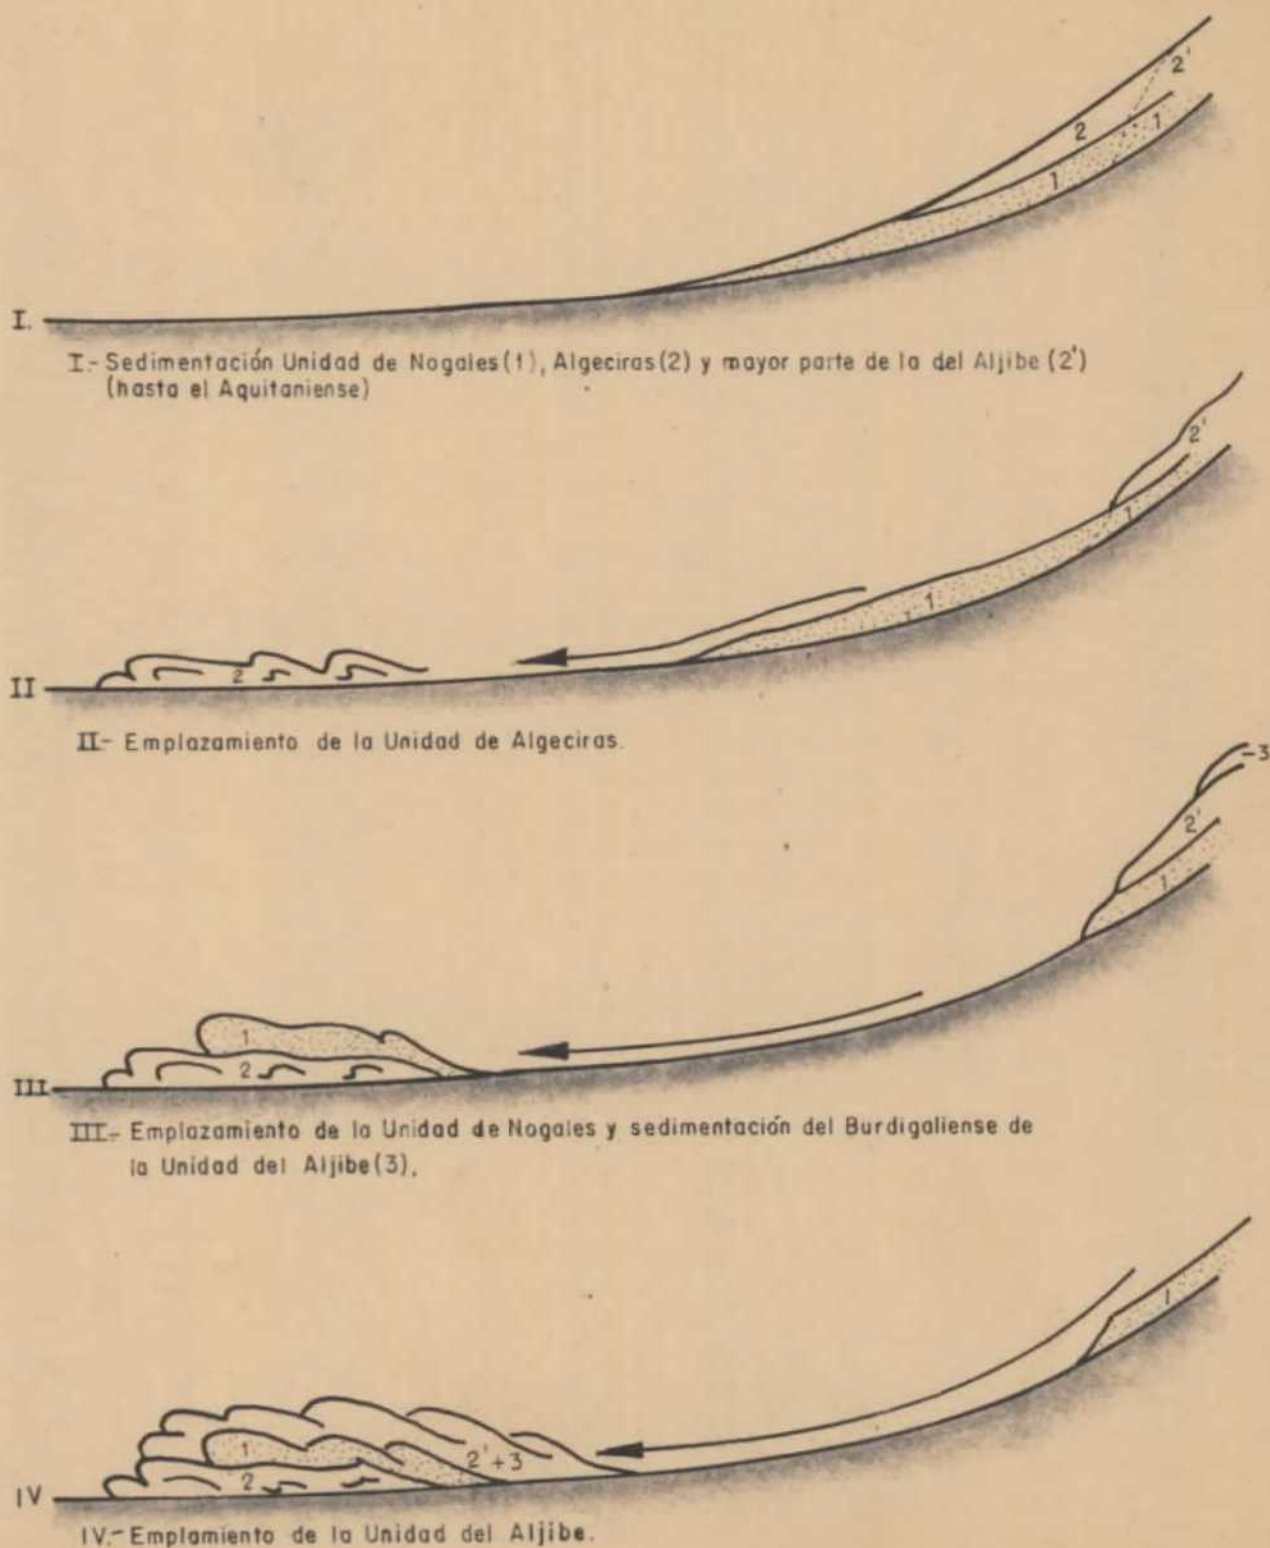 2'
2
1
1
I.
I.- Sedimentación Unidad de Nogales(1), Algeciras(2) y mayor parte de la del Aljibe (2')
(hasta el Aquitaniense)
2'
1
1
2
II
II- Emplazamiento de la Unidad de Algeciras.
-3
2'
1
1
2
III
III- Emplazamiento de la Unidad de Nogales y sedimentación del Burdigaliense de
la Unidad del Aljibe(3).
1
1
2'+3
2
IV
IV.- Emplamiento de la Unidad del Aljibe.